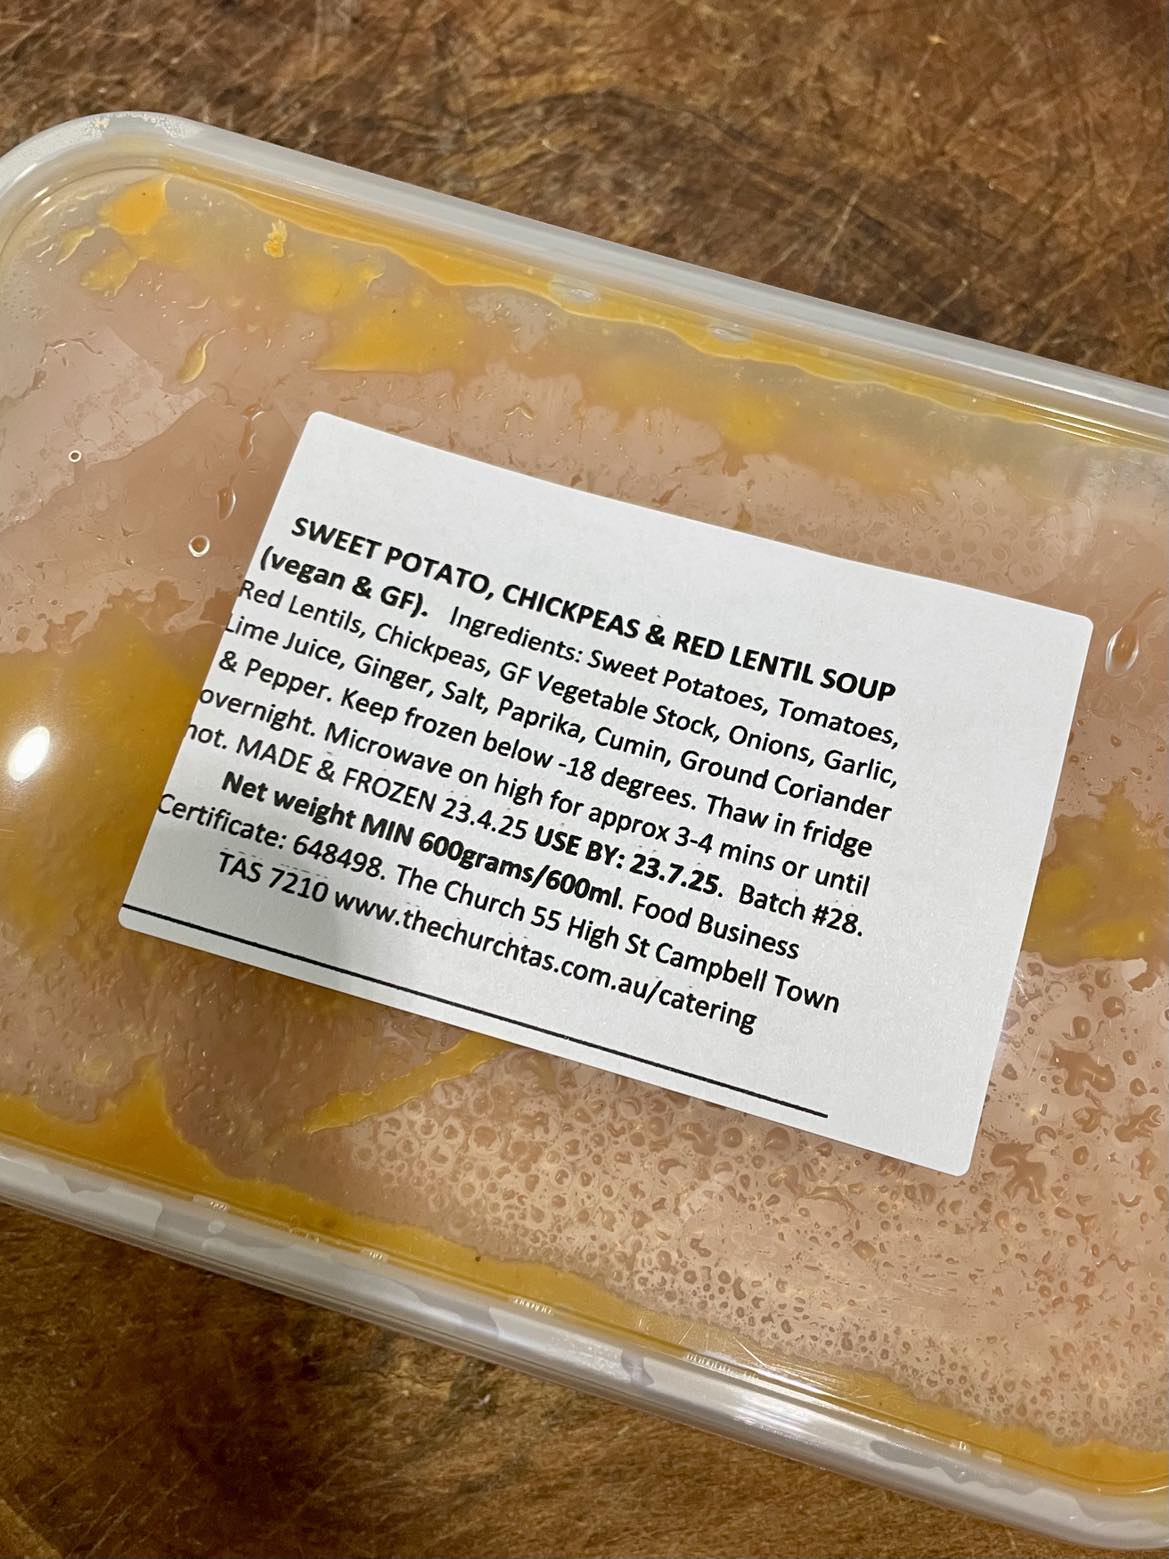 SWEET POTATO, CHICKPEAS & RED LENTIL SOUP
(vegan & GF). Ingredients: Sweet Potatoes, Tomatoes,
Red Lentils, Chickpeas, GF Vegetable Stock, Onions, Garlic,
Lime Juice, Ginger, Salt, Paprika, Cumin, Ground Coriander
& Pepper. Keep frozen below -18 degrees. Thaw in fridge
overnight. Microwave on high for approx 3-4 mins or until
hot. MADE & FROZEN 23.4.25 USE BY: 23.7.25. Batch #28.
Net weight MIN 600grams/600ml. Food Business
Certificate: 648498. The Church 55 High St Campbell Town
TAS 7210 www.thechurchtas.com.au/catering